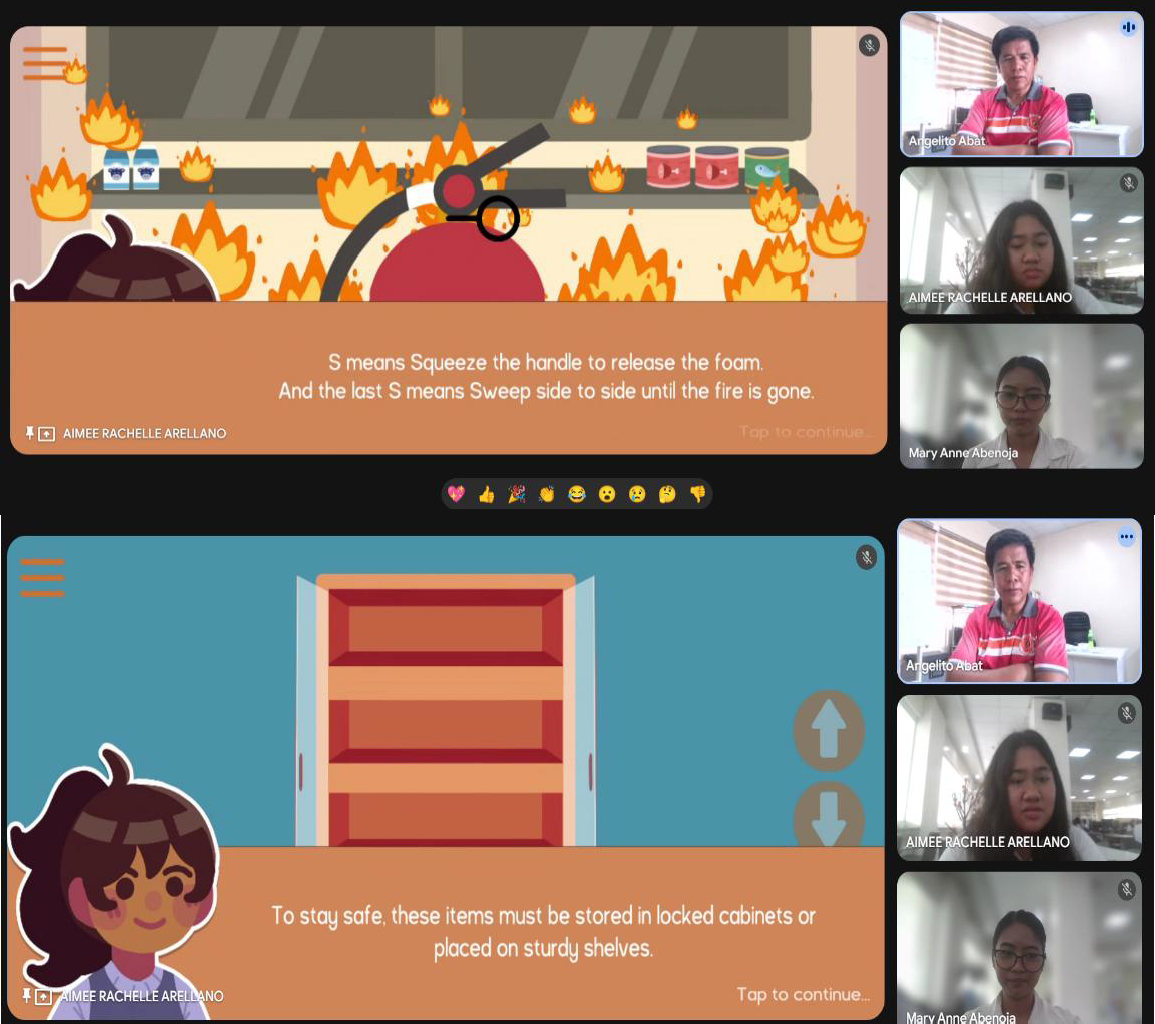 Angelito Abat
AIMEE RACHELLE ARELLANO
S means Squeeze the handle to release the foam.
And the last S means Sweep side to side until the fire is gone.
Tap to continue...
AIMEE RACHELLE ARELLANO
Mary Anne Abenoja
Angelito Abat
AIMEE RACHELLE ARELLANO
To stay safe, these items must be stored in locked cabinets or
placed on sturdy shelves.
Tap to continue...
AIMEE RACHELLE ARELLANO
Mary Anne Abenoja